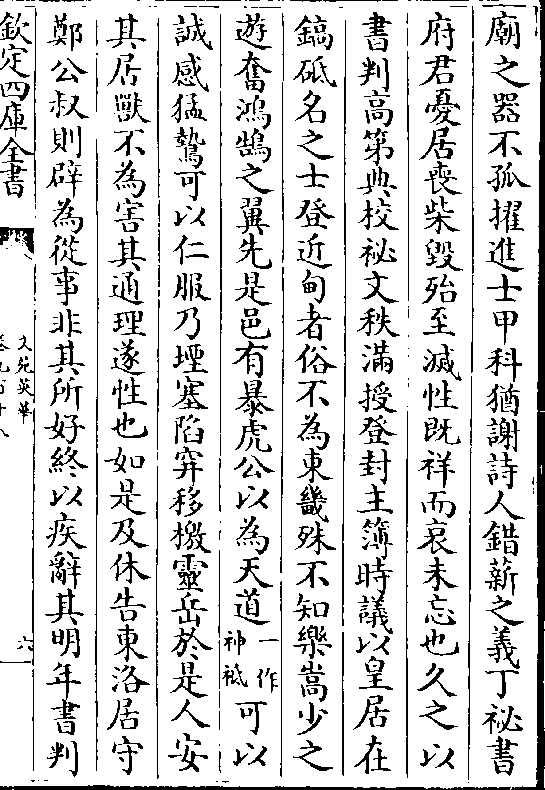 廟之器不孤擢進士甲科猶謝詩人錯薪之義丁祕書
府君憂居喪柴毀殆至滅性既祥而哀未忘也久之以
書判高第典校祕文秩滿授登封主簿時議以皇居在
鎬砥名之士登近甸者俗不為東畿殊不知樂嵩少之
遊奮鴻鵠之翼先是邑有暴虎公以為天道一作神祗可以
誠感猛鷙可以仁服乃堙塞陷穽移檄靈岳於是人安
其居獸不為害其通理遂性也如是及休告東洛居守
鄭公叔則辟為從事非其所好終以疾辭其明年書判
欽定四庫全書
文苑英華
六